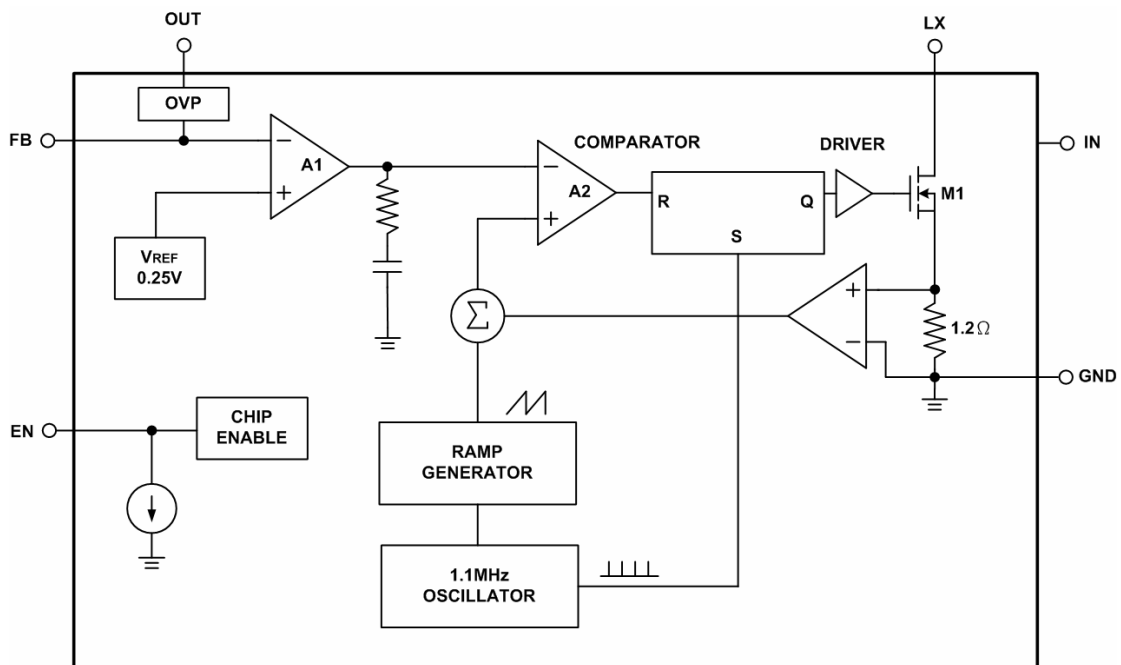 OUT
LX
OVP
FB
IN
COMPARATOR
DRIVER
−
A1
+
−
A2
+
R
Q
S
M1
VREF
0.25V
Σ
+
−
1.2Ω
GND
EN
CHIP
ENABLE
RAMP
GENERATOR
1.1MHz
OSCILLATOR